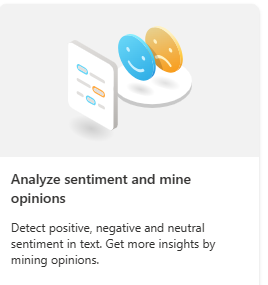 Analyze sentiment and mine
opinions
Detect positive, negative and neutral
sentiment in text. Get more insights by
mining opinions.